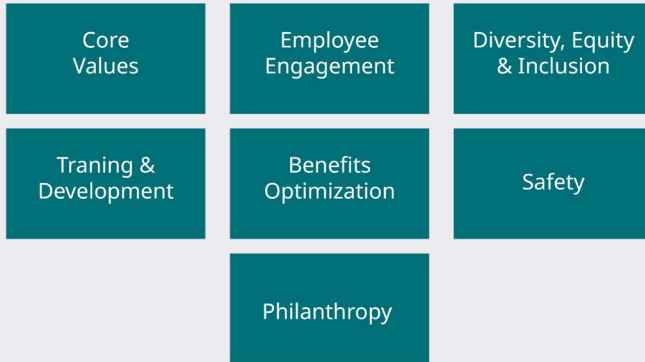 Core
Values
Employee
Engagement
Diversity, Equity
& Inclusion
Traning &
Development
Benefits
Optimization
Safety
Philanthropy